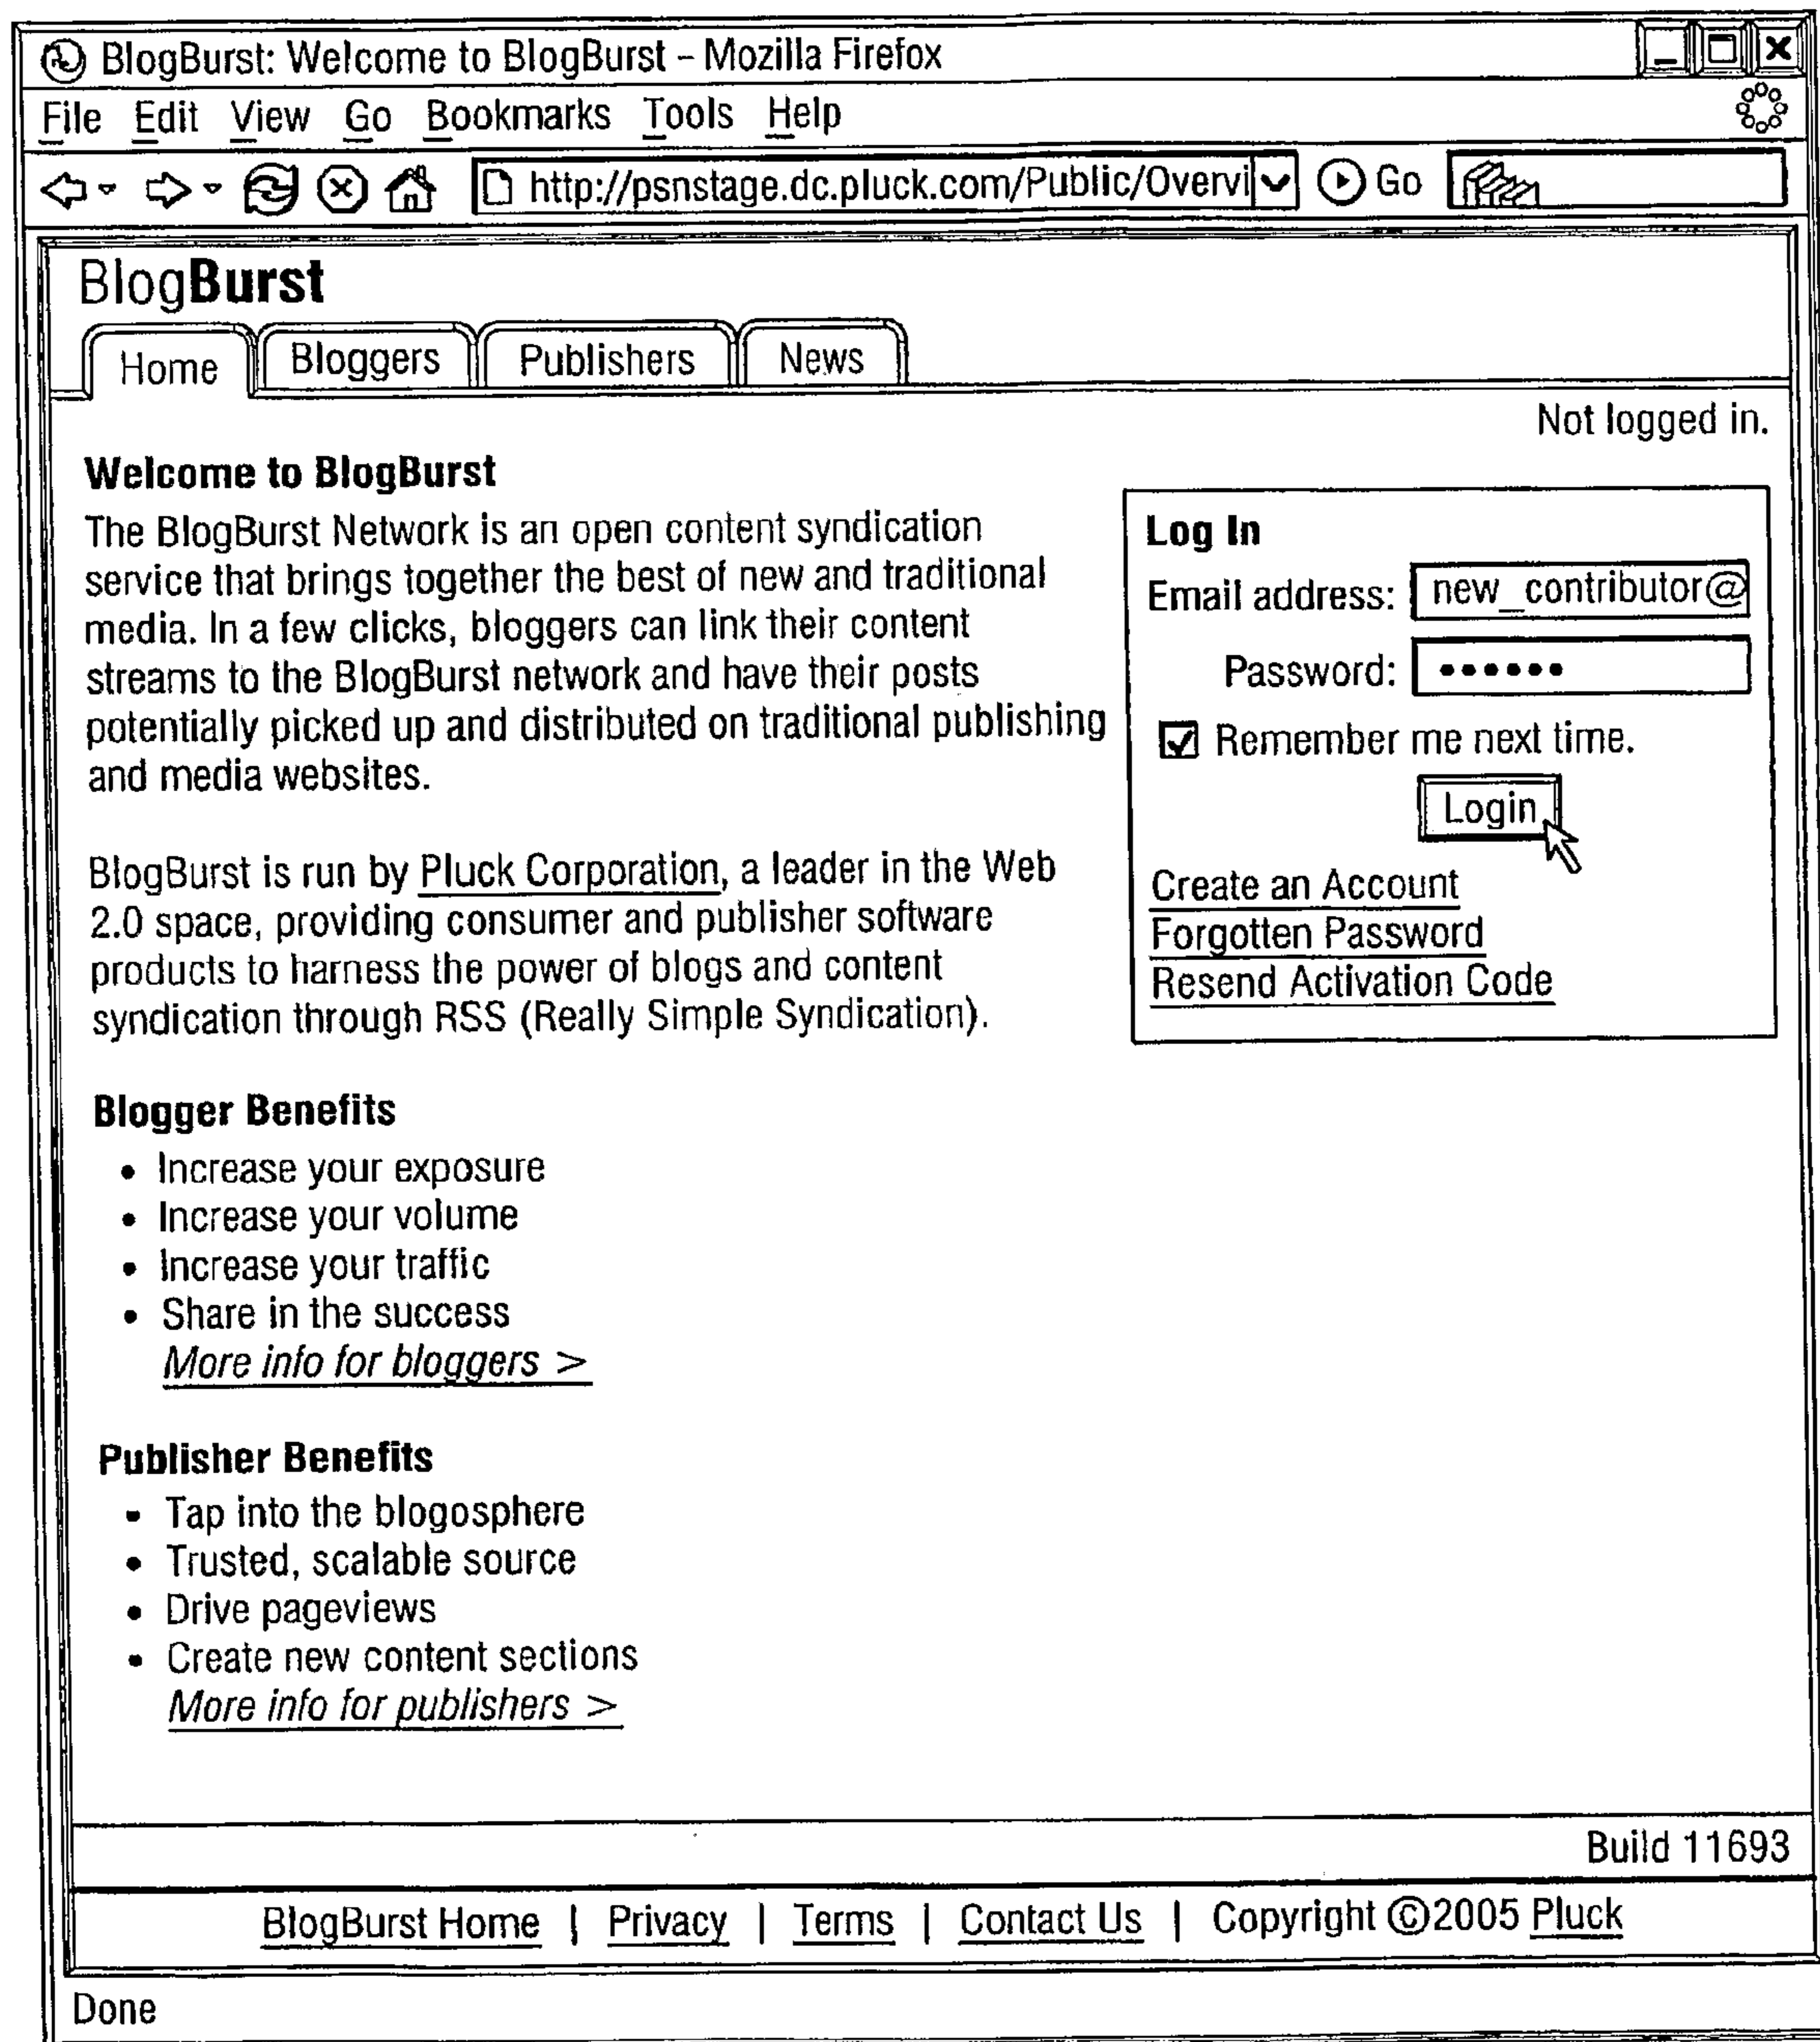 BlogBurst: Welcome to BlogBurst – Mozilla Firefox
File Edit View Go Bookmarks Tools Help
http://psnstage.dc.pluck.com/Public/Overvi Go
BlogBurst
Home Bloggers Publishers News
Not logged in.
Welcome to BlogBurst
The BlogBurst Network is an open content syndication
service that brings together the best of new and traditional
media. In a few clicks, bloggers can link their content
streams to the BlogBurst network and have their posts
potentially picked up and distributed on traditional publishing
and media websites.
BlogBurst is run by Pluck Corporation, a leader in the Web
2.0 space, providing consumer and publisher software
products to harness the power of blogs and content
syndication through RSS (Really Simple Syndication).
Log In
Email address: new_contributor@
Password: ••••••
Remember me next time.
Login
Create an Account
Forgotten Password
Resend Activation Code
Blogger Benefits
• Increase your exposure
• Increase your volume
• Increase your traffic
• Share in the success
More info for bloggers >
Publisher Benefits
• Tap into the blogosphere
• Trusted, scalable source
• Drive pageviews
• Create new content sections
More info for publishers >
Build 11693
BlogBurst Home | Privacy | Terms | Contact Us | Copyright ©2005 Pluck
Done